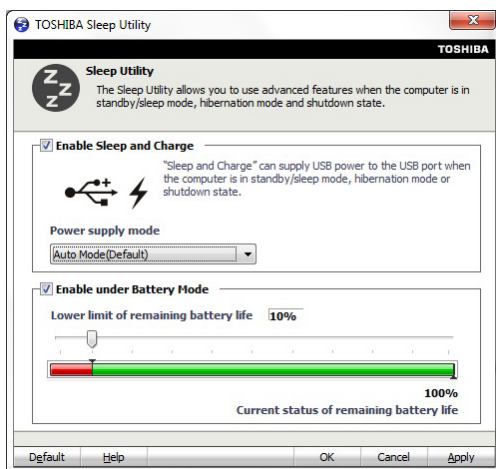 TOSHIBA Sleep Utility
TOSHIBA
Z Z Z
Sleep Utility
The Sleep Utility allows you to use advanced features when the computer is in
standby/sleep mode, hibernation mode and shutdown
state.
Enable Sleep and Charge
"Sleep and Charge" can supply USB power to the USB port when
the computer is in standby/sleep mode, hibernation mode or
shutdown state.
Power supply mode
Auto Mode(Default)
Enable under Battery Mode
Lower limit of remaining battery life 10%
100%
Current status of remaining battery life
Default Help OK Cancel Apply